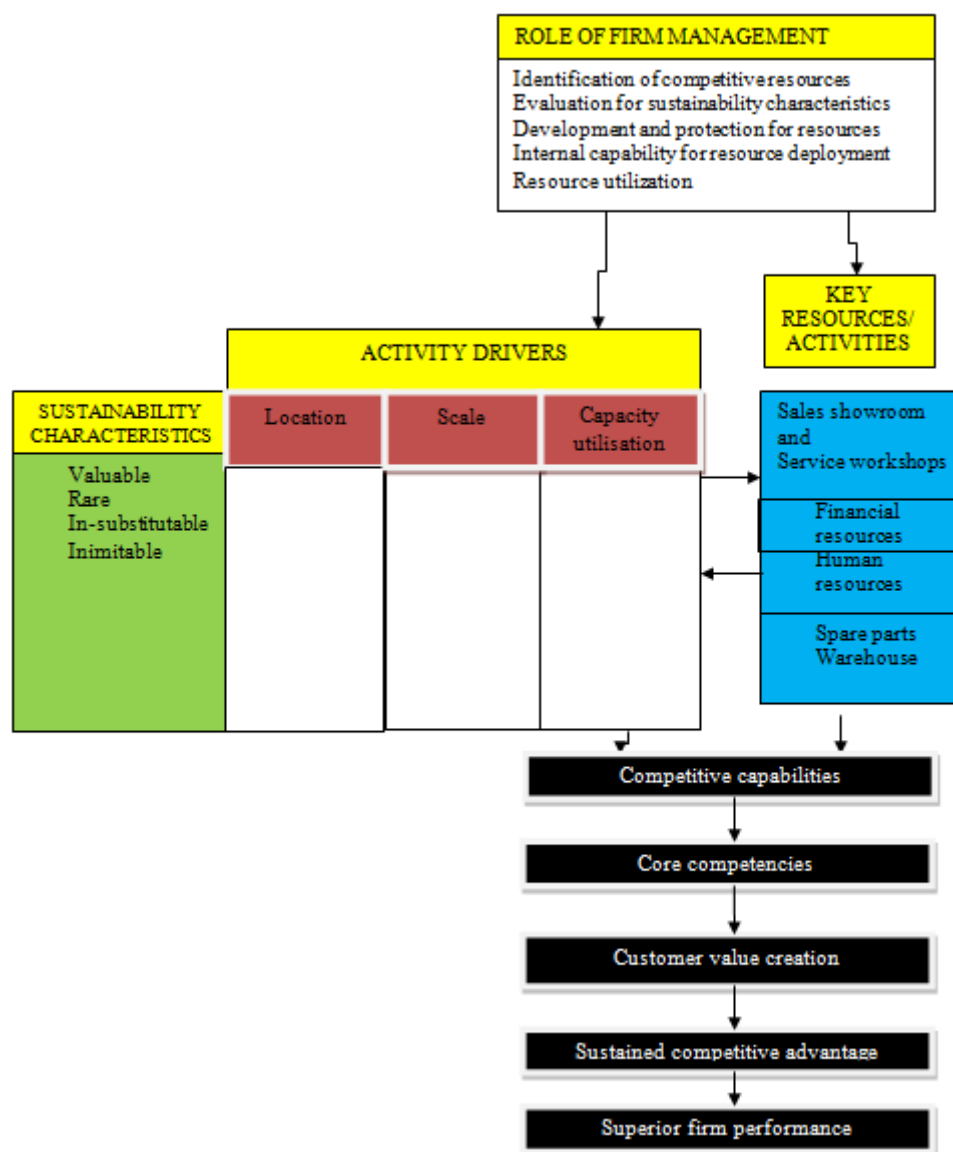 ROLE OF FIRM MANAGEMENT
Identification of competitive resources
Evaluation for sustainability characteristics
Development and protection for resources
Internal capability for resource deployment
Resource utilization
KEY
RESOURCES/
ACTIVITIES
ACTIVITY DRIVERS
SUSTAINABILITY
CHARACTERISTICS
Location
Scale
Capacity
utilisation
Valuable
Rare
In-substitutable
Inimitable
Sales showroom
and
Service workshops
Financial
resources
Human
resources
Spare parts
Warehouse
Competitive capabilities
Core competencies
Customer value creation
Sustained competitive advantage
Superior firm performance